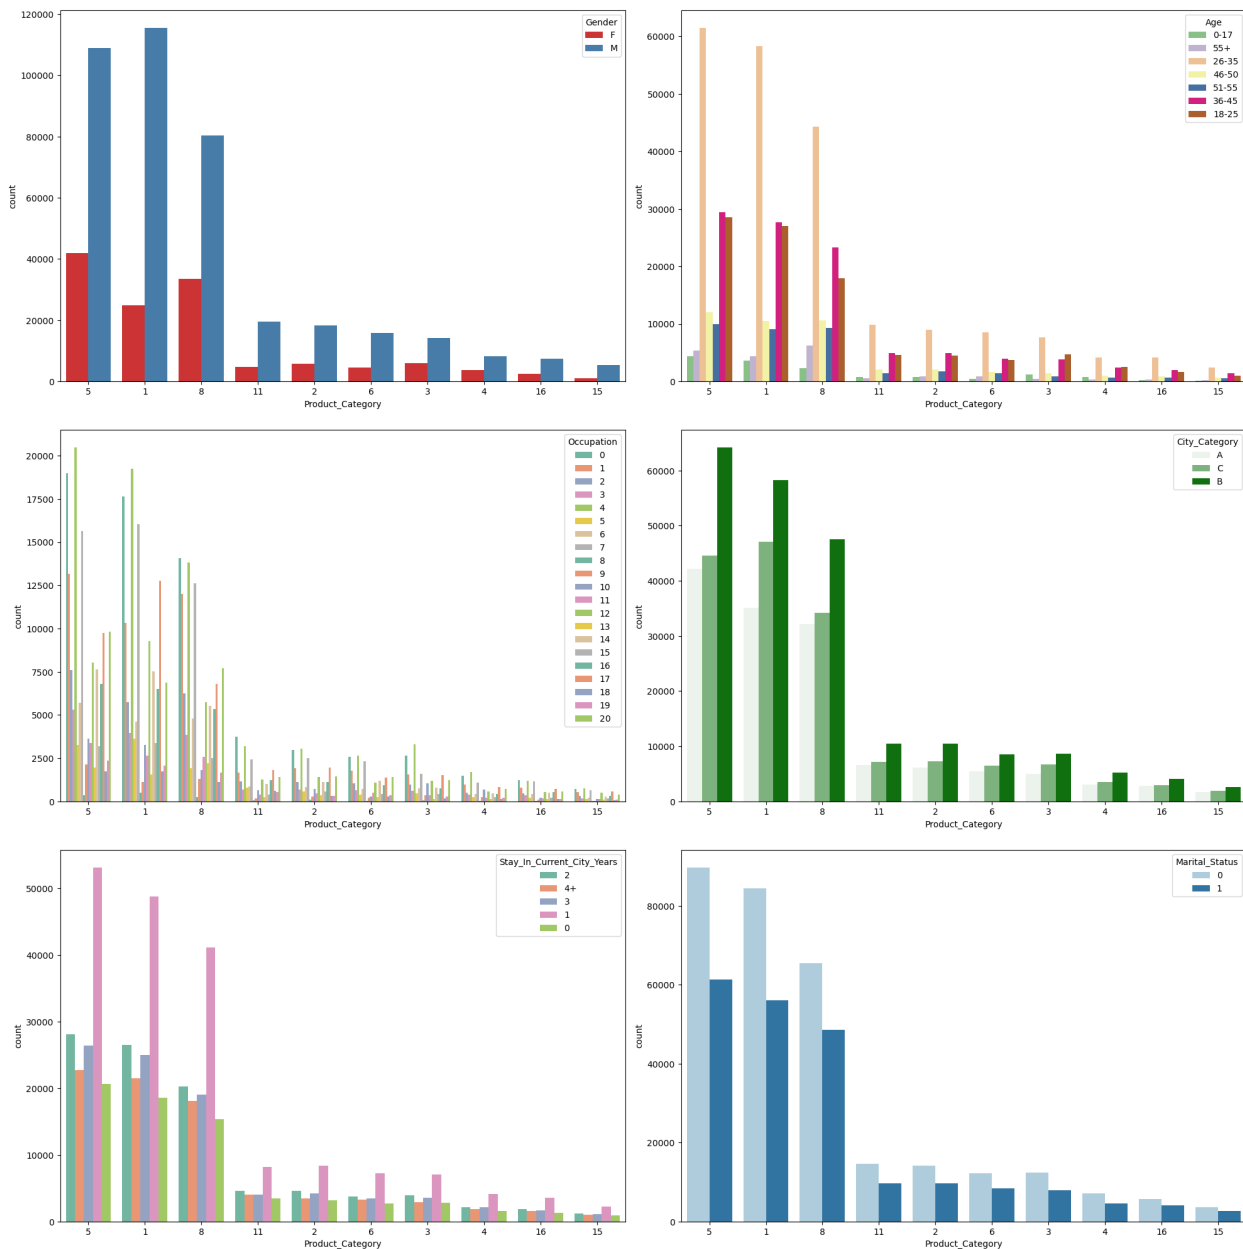 Gender
F
M
120000
100000
80000
60000
40000
20000
0
count
5 1 8 11 2 6 3 4 16 15
Product_Category
Age
0-17
55+
26-35
46-50
51-55
36-45
18-25
60000
50000
40000
30000
20000
10000
0
count
5 1 8 11 2 6 3 4 16 15
Product_Category
Occupation
0
1
2
3
4
5
6
7
8
9
10
11
12
13
14
15
16
17
18
19
20
20000
17500
15000
12500
10000
7500
5000
2500
0
count
5 1 8 11 2 6 3 4 16 15
Product_Category
City_Category
A
C
B
60000
50000
40000
30000
20000
10000
0
count
5 1 8 11 2 6 3 4 16 15
Product_Category
Stay_In_Current_City_Years
2
4+
3
1
0
50000
40000
30000
20000
10000
0
count
5 1 8 11 2 6 3 4 16 15
Product_Category
Marital_Status
0
1
80000
60000
40000
20000
0
count
5 1 8 11 2 6 3 4 16 15
Product_Category